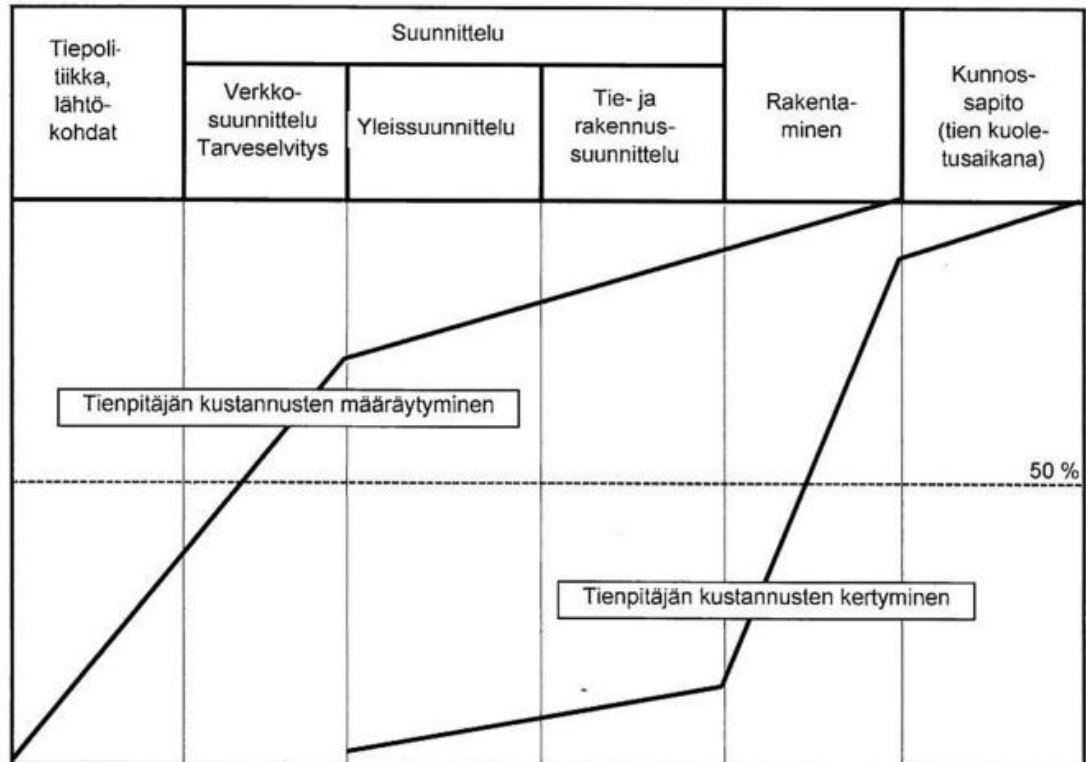 Tiepoli-
tiikka,
lähtö-
kohdat
Suunnittelu
Verkko-
suunnittelu
Tarveselvitys
Yleissuunnittelu
Tie- ja
rakennus-
suunnittelu
Rakenta-
minen
Kunnos-
sapito
(tien kuole-
tusaikana)
Tienpitäjän kustannusten määräytyminen
50 %
Tienpitäjän kustannusten kertyminen